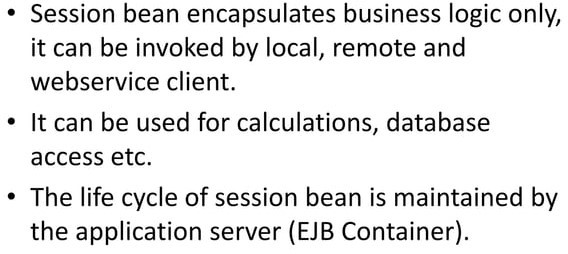 • Session bean encapsulates business logic only,
it can be invoked by local, remote and
webservice client.
• It can be used for calculations, database
access etc.
• The life cycle of session bean is maintained by
the application server (EJB Container).